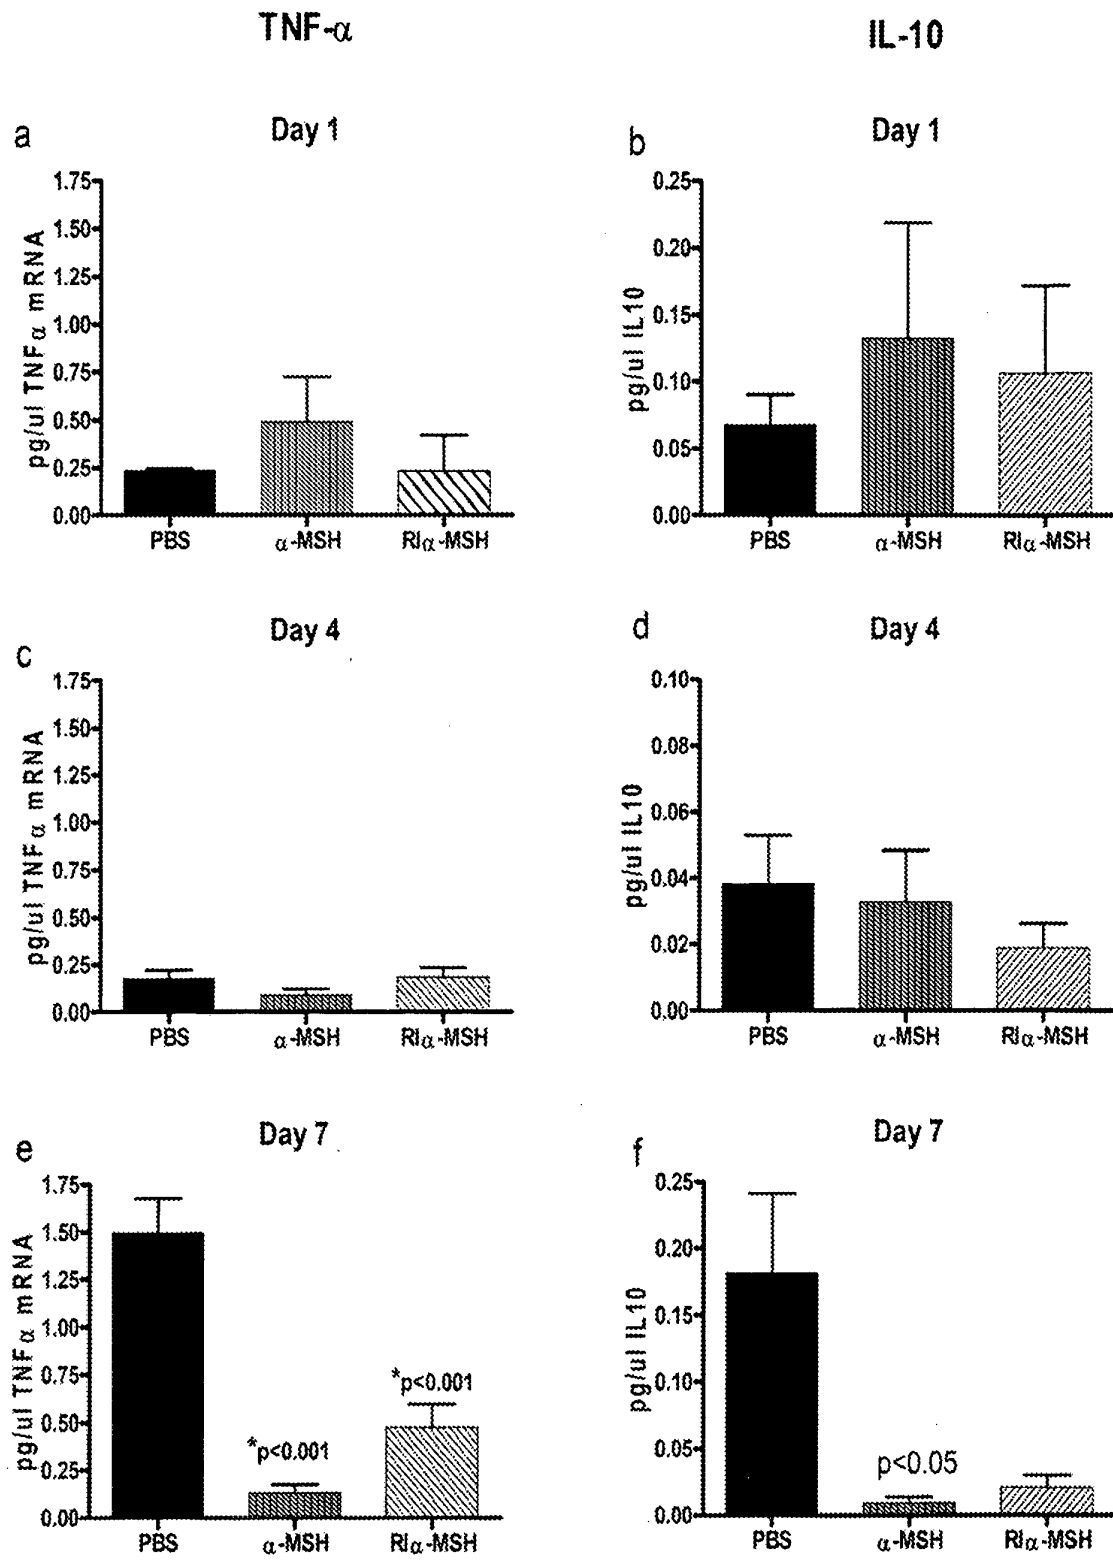 TNF-α
IL-10
a
Day 1
pg/ul TNFα mRNA
1.75
1.50
1.25
1.00
0.75
0.50
0.25
0.00
PBS
α-MSH
RIα-MSH
b
Day 1
pg/ul IL10
0.25
0.20
0.15
0.10
0.05
0.00
PBS
α-MSH
RIα-MSH
c
Day 4
pg/ul TNFα mRNA
1.75
1.50
1.25
1.00
0.75
0.50
0.25
0.00
PBS
α-MSH
RIα-MSH
d
Day 4
pg/ul IL10
0.10
0.08
0.06
0.04
0.02
0.00
PBS
α-MSH
RIα-MSH
e
Day 7
pg/ul TNFα mRNA
1.75
1.50
1.25
1.00
0.75
0.50
0.25
0.00
*p<0.001
*p<0.001
PBS
α-MSH
RIα-MSH
f
Day 7
pg/ul IL10
0.25
0.20
0.15
0.10
0.05
0.00
p<0.05
PBS
α-MSH
RIα-MSH